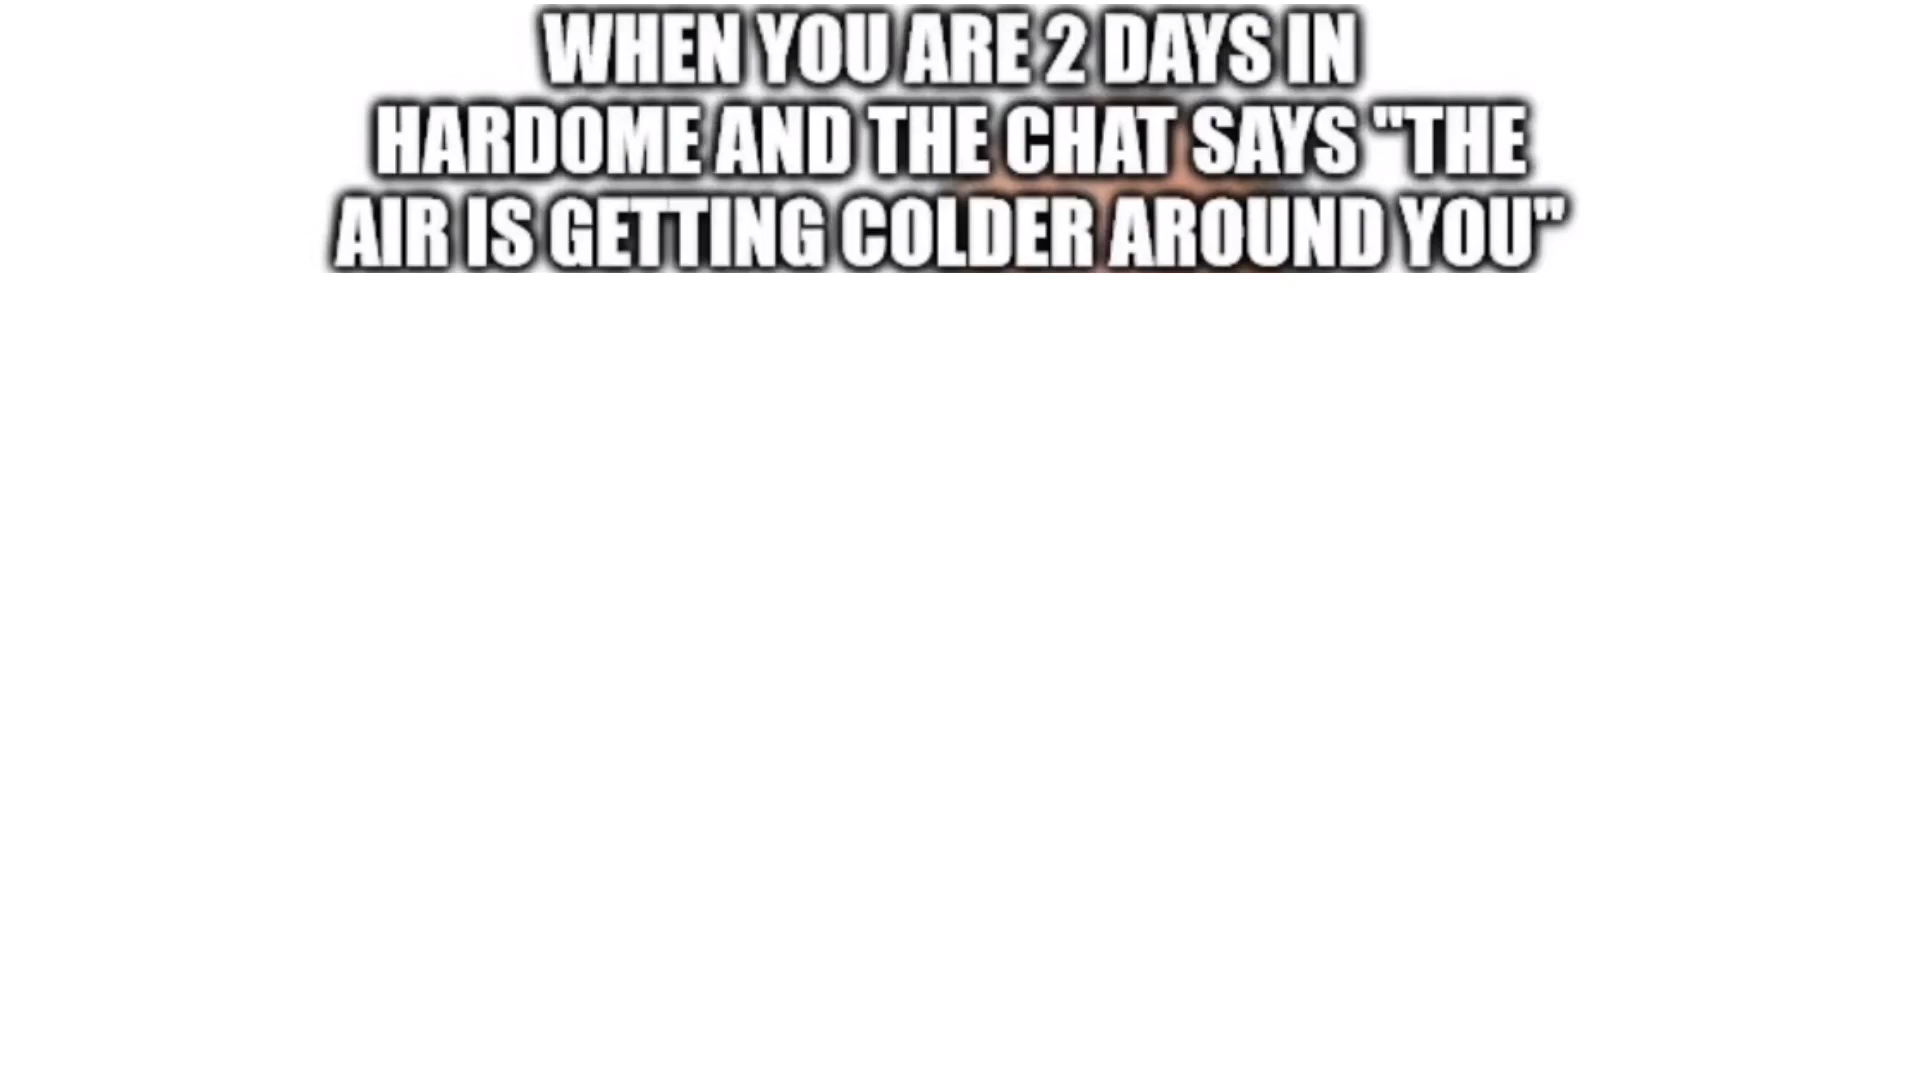 WHEN YOU ARE 2 DAYS IN
HARDOME AND THE CHAT SAYS "THE
AIR IS GETTING COLDER AROUND YOU"